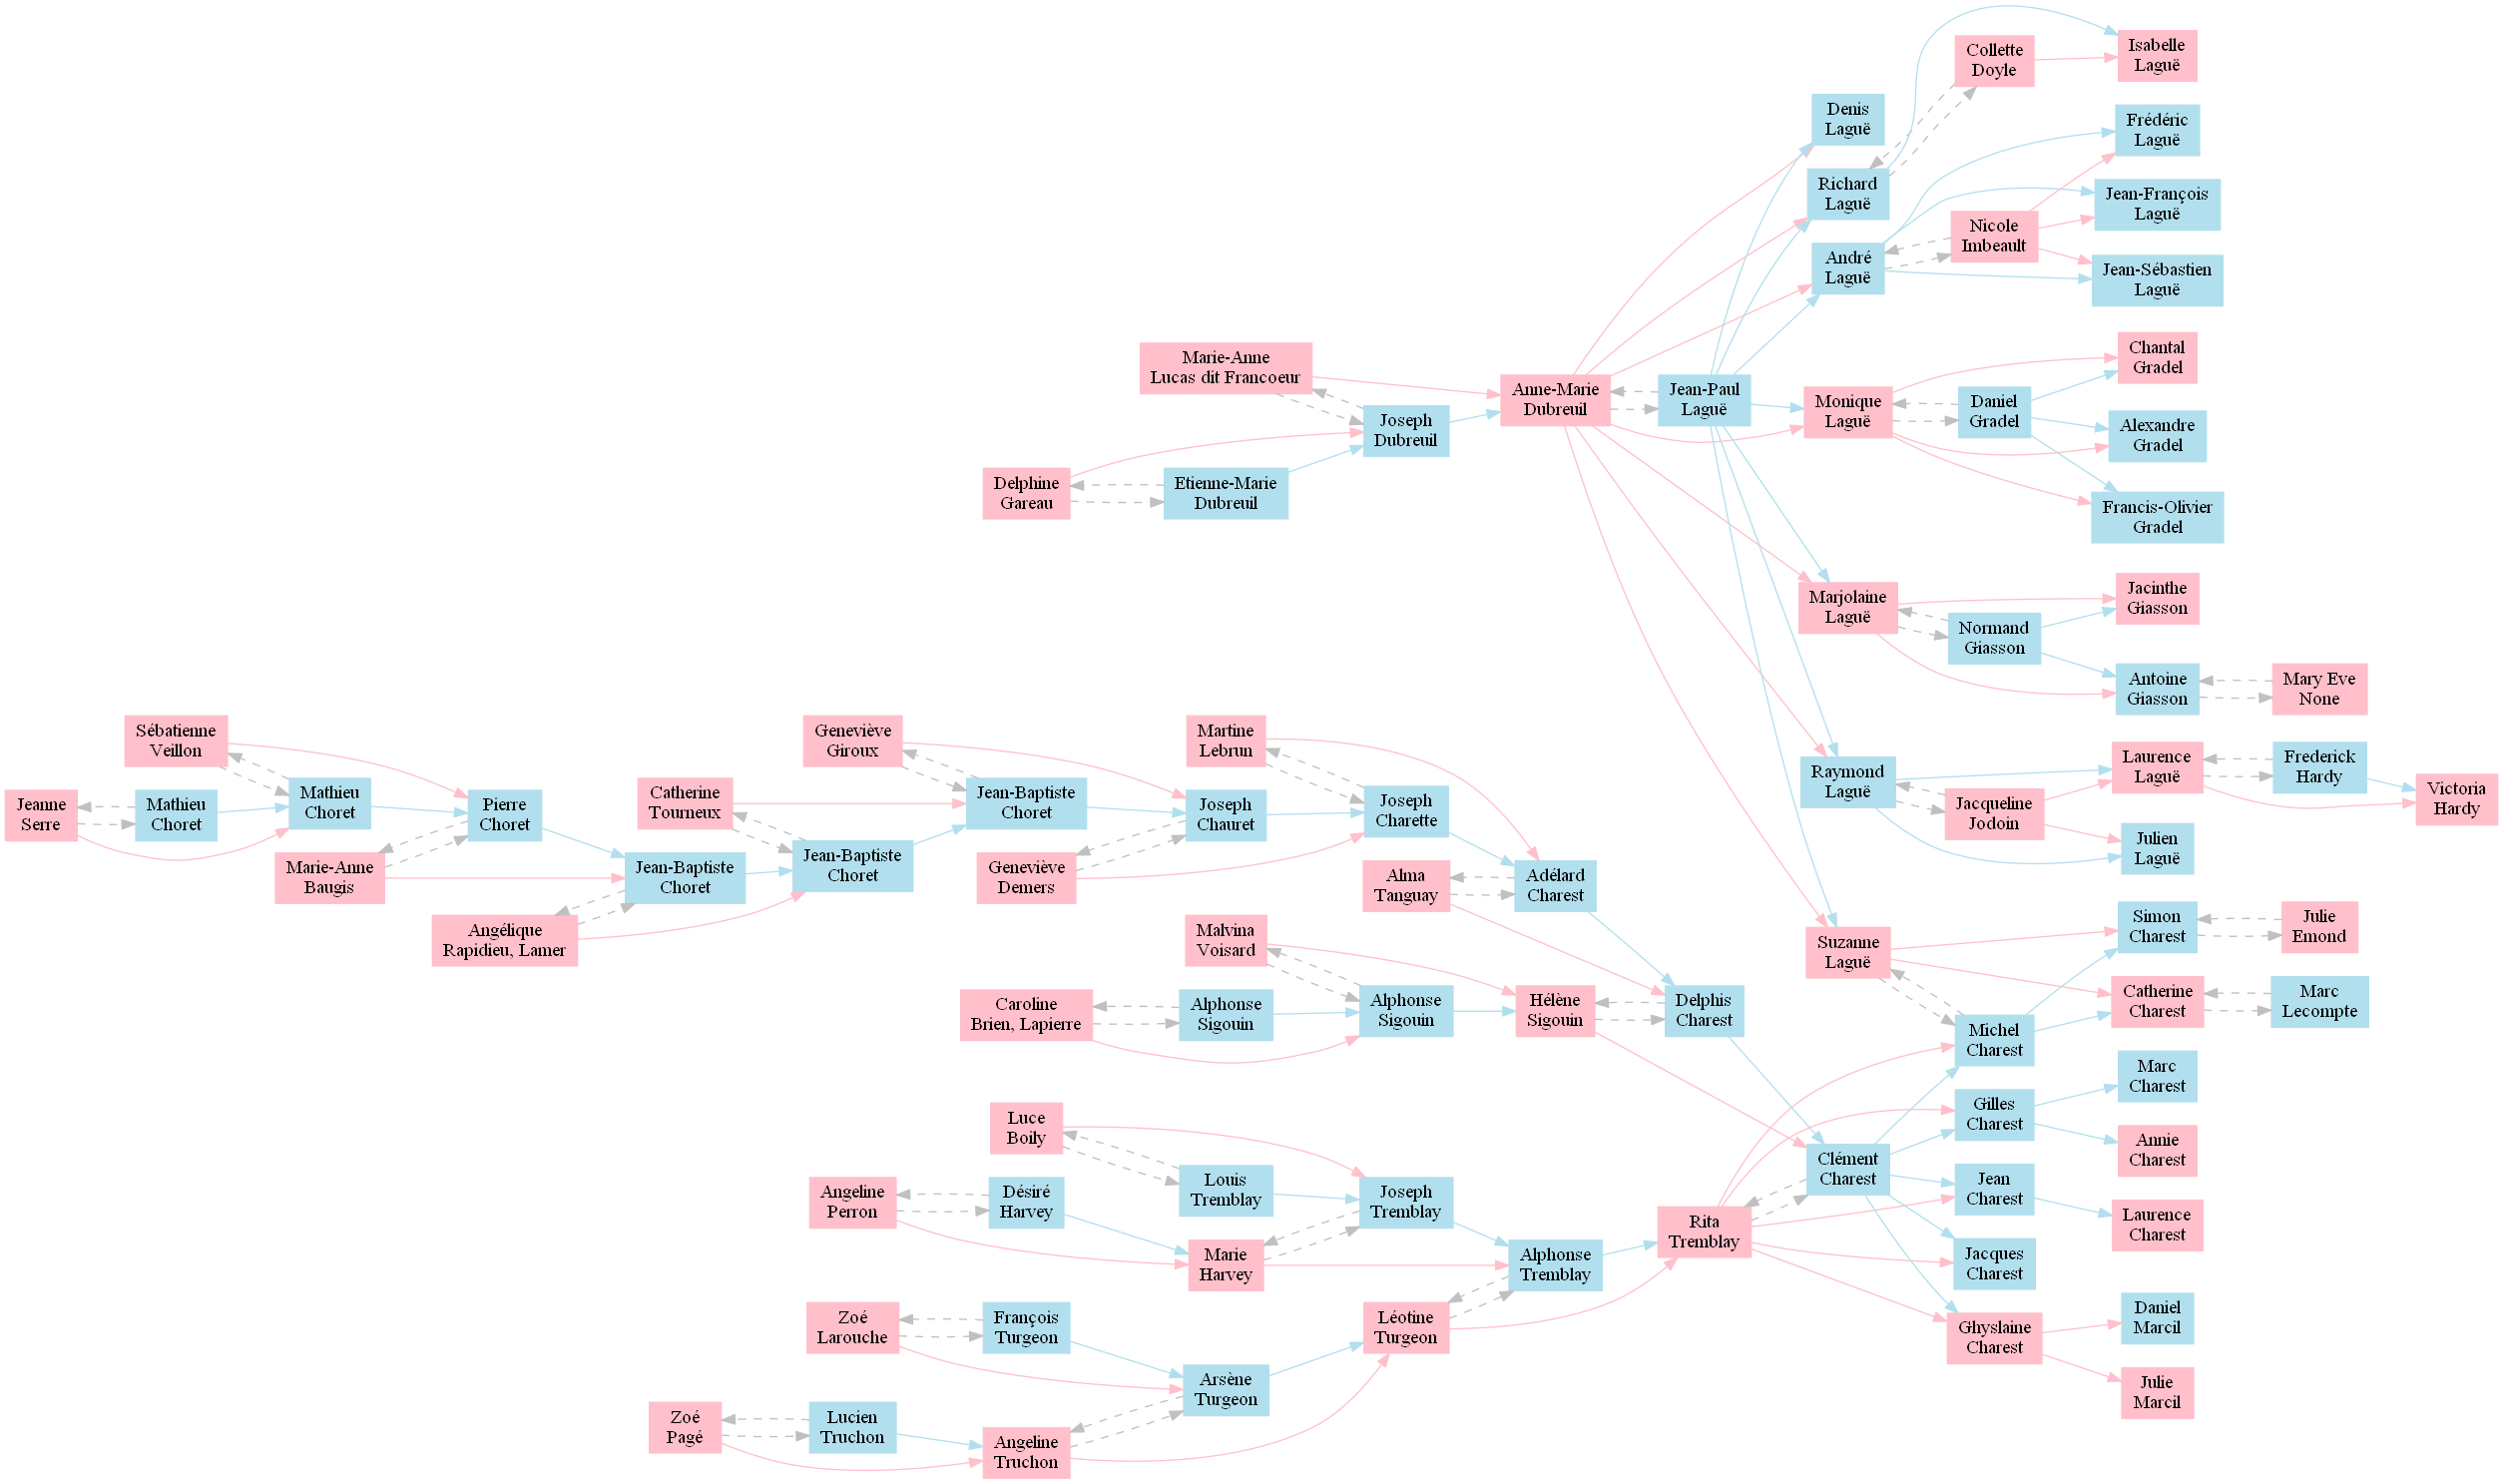 Isabelle
Laguë
Collette
Doyle
Denis
Laguë
Frédéric
Laguë
Richard
Laguë
Jean-François
Laguë
Nicole
Imbeault
André
Laguë
Jean-Sébastien
Laguë
Marie-Anne
Lucas dit Francoeur
Chantal
Gradel
Anne-Marie
Dubreuil
Jean-Paul
Laguë
Monique
Laguë
Daniel
Gradel
Joseph
Dubreuil
Alexandre
Gradel
Delphine
Gareau
Etienne-Marie
Dubreuil
Francis-Olivier
Gradel
Jacinthe
Giasson
Marjolaine
Laguë
Normand
Giasson
Antoine
Giasson
Mary Eve
None
Sébatienne
Veillon
Geneviève
Giroux
Martine
Lebrun
Laurence
Laguë
Frederick
Hardy
Raymond
Laguë
Victoria
Hardy
Jeanne
Serre
Mathieu
Choret
Mathieu
Choret
Pierre
Choret
Catherine
Tourneux
Jean-Baptiste
Choret
Joseph
Chauret
Joseph
Charette
Jacqueline
Jodoin
Julien
Laguë
Marie-Anne
Baugis
Jean-Baptiste
Choret
Jean-Baptiste
Choret
Geneviève
Demers
Alma
Tanguay
Adélard
Charest
Angélique
Rapidieu, Lamer
Malvina
Voisard
Suzanne
Laguë
Simon
Charest
Julie
Emond
Caroline
Brien, Lapierre
Alphonse
Sigouin
Alphonse
Sigouin
Hélène
Sigouin
Delphis
Charest
Catherine
Charest
Marc
Lecompte
Michel
Charest
Marc
Charest
Luce
Boily
Gilles
Charest
Annie
Charest
Louis
Tremblay
Clément
Charest
Angeline
Perron
Désiré
Harvey
Joseph
Tremblay
Jean
Charest
Laurence
Charest
Rita
Tremblay
Marie
Harvey
Alphonse
Tremblay
Jacques
Charest
Zoé
Larouche
François
Turgeon
Léotine
Turgeon
Daniel
Marcil
Ghyslaine
Charest
Arsène
Turgeon
Julie
Marcil
Zoé
Pagé
Lucien
Truchon
Angeline
Truchon